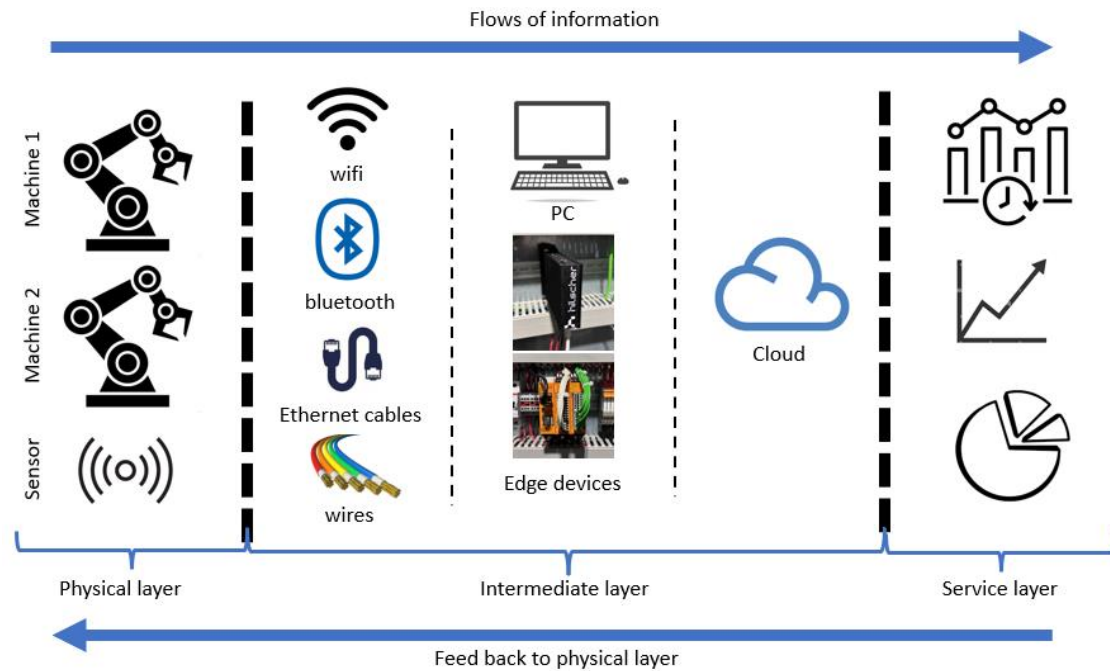 Flows of information
Machine 1
Machine 2
Sensor
wifi
bluetooth
Ethernet cables
wires
PC
hilscher
Edge devices
Cloud
Physical layer
Intermediate layer
Service layer
Feed back to physical layer